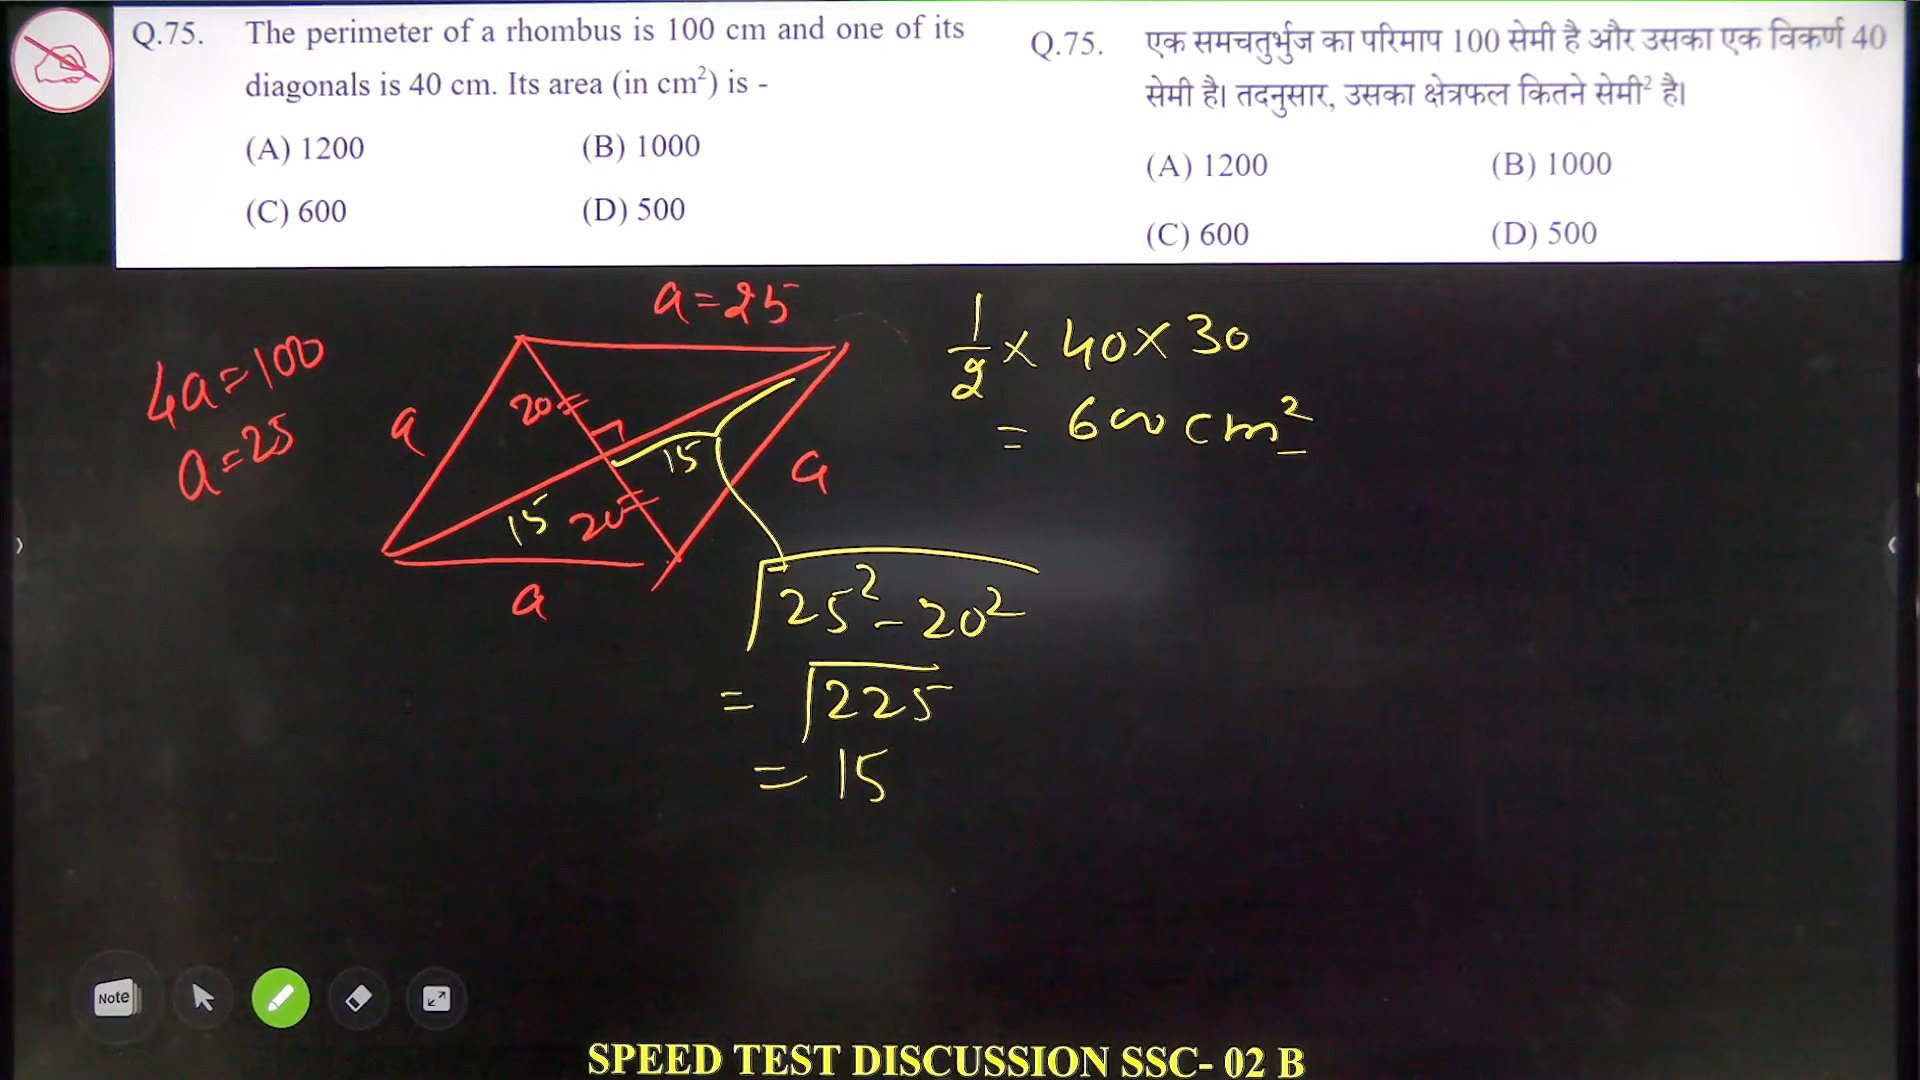 Q.75. The perimeter of a rhombus is 100 cm and one of its
diagonals is 40 cm. Its area (in cm²) is -
(A) 1200 (B) 1000
(C) 600 (D) 500
Q.75. एक समचतुर्भुज का परिमाप 100 सेमी है और उसका एक विकर्ण 40
सेमी है। तदनुसार, उसका क्षेत्रफल कितने सेमी² है।
(A) 1200 (B) 1000
(C) 600 (D) 500
4a=100
a=25
a=25
a
a
a
20
20
15
15
√25²-20²
= √225
= 15
1/2 × 40 × 30
= 600 cm²
Note
SPEED TEST DISCUSSION SSC- 02 B